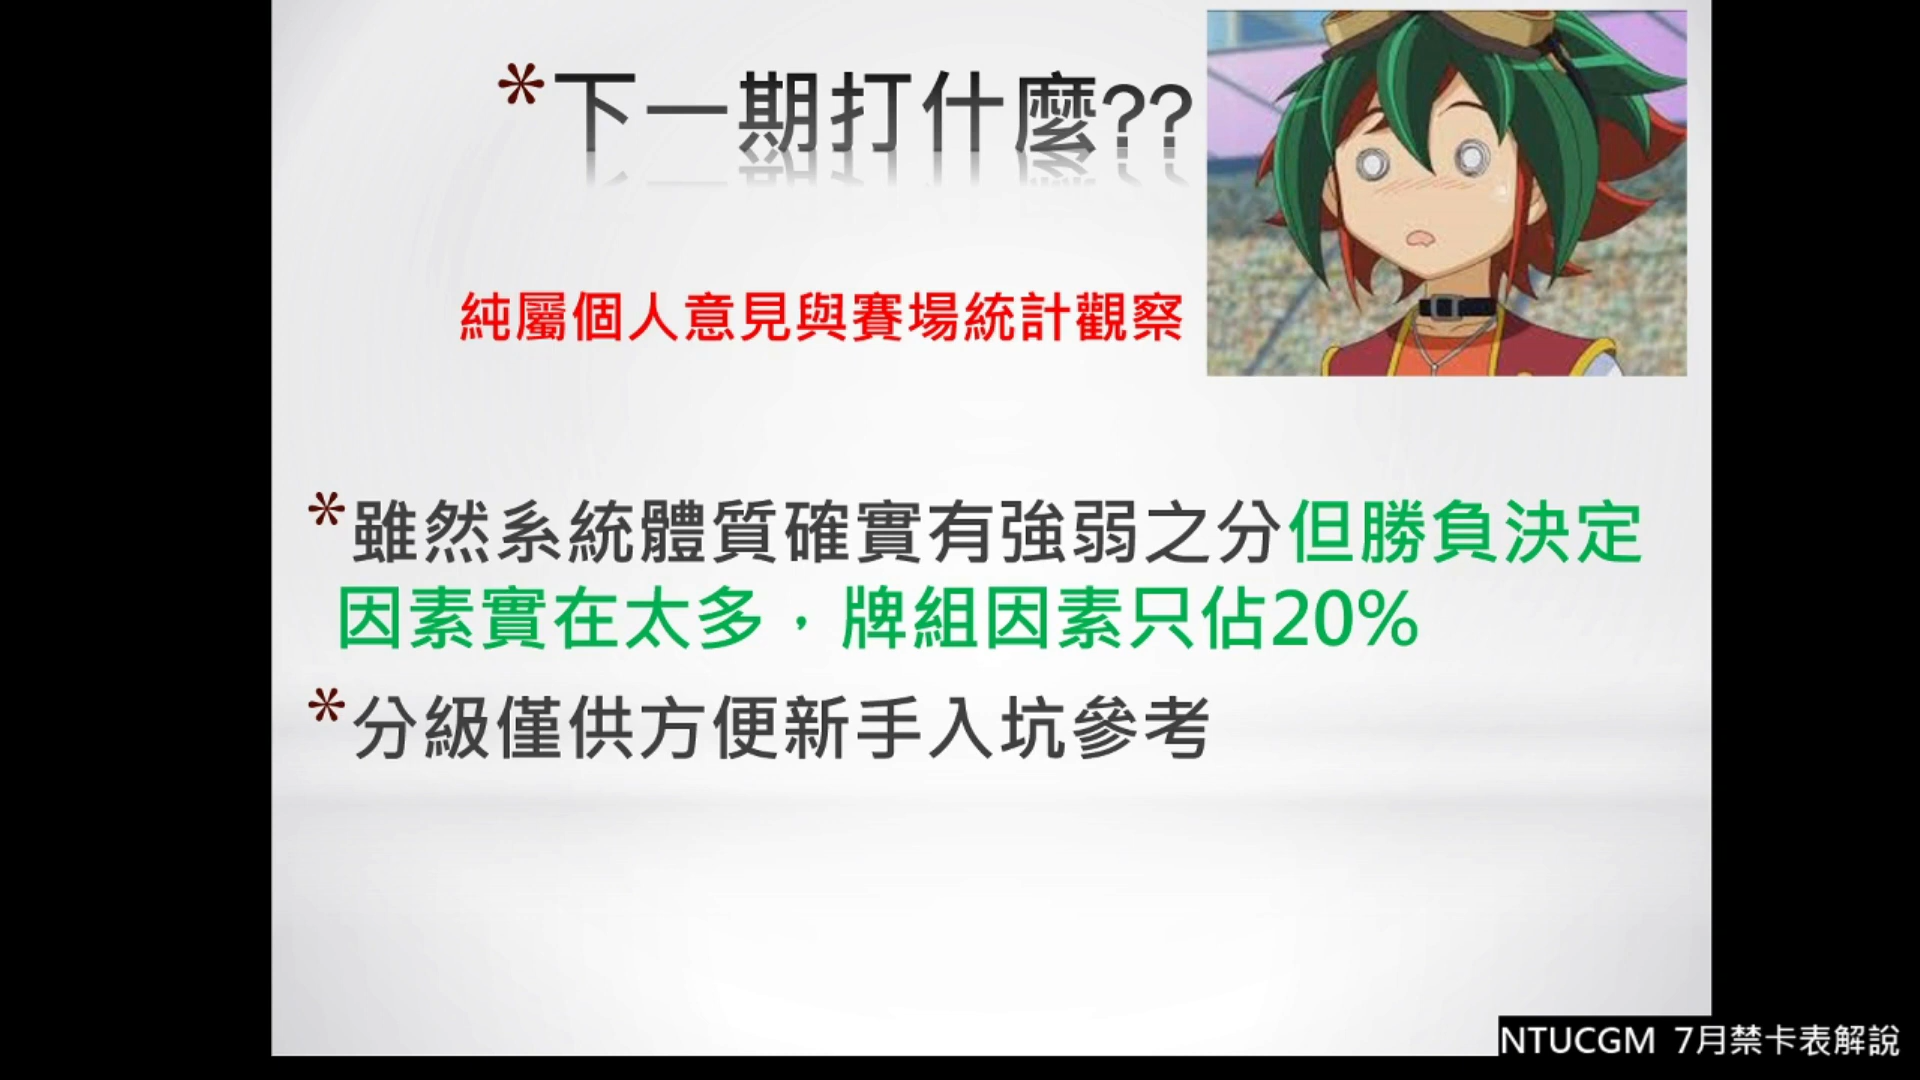 *下一期打什麼??
純屬個人意見與賽場統計觀察
*雖然系統體質確實有強弱之分但勝負決定
因素實在太多，牌組因素只佔20%
*分級僅供方便新手入坑參考
NTUCGM 7月禁卡表解說